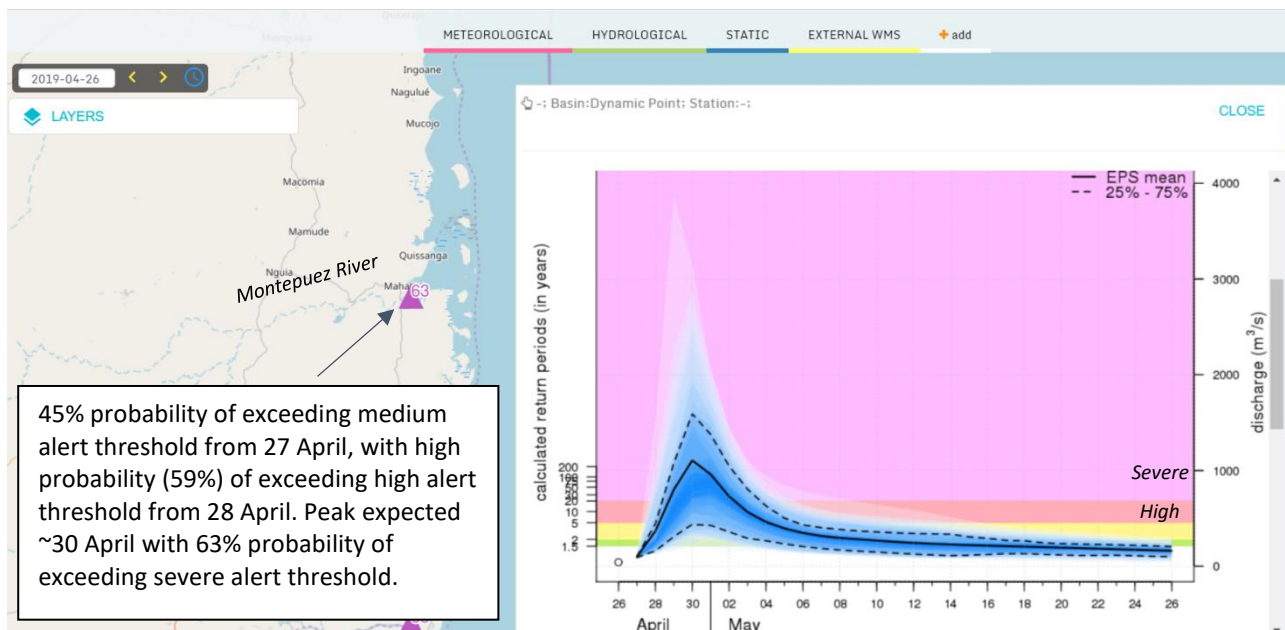 METEOROLOGICAL HYDROLOGICAL STATIC EXTERNAL WMS + add
2019-04-26
LAYERS
Ingoane
Nagulué
Mucojo
Macomia
Mamude
Quissanga
Nguia
Montepuez River
63
45% probability of exceeding medium
alert threshold from 27 April, with high
probability (59%) of exceeding high alert
threshold from 28 April. Peak expected
~30 April with 63% probability of
exceeding severe alert threshold.
-; Basin:Dynamic Point; Station:-;
CLOSE
EPS mean
25% - 75%
calculated return periods (in years)
200
100
20
10
5
2
1.5
Severe
High
4000
3000
2000
1000
0
discharge (m³/s)
26 28 30 02 04 06 08 10 12 14 16 18 20 22 24 26
April May